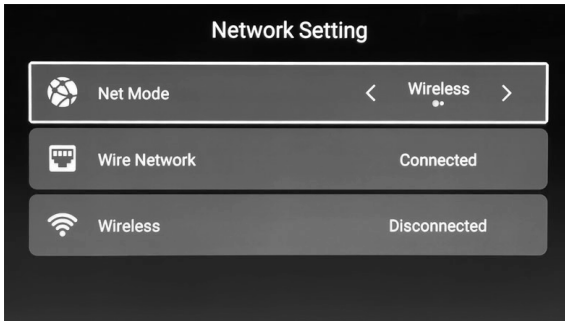 Network Setting
Net Mode < Wireless >
Wire Network Connected
Wireless Disconnected